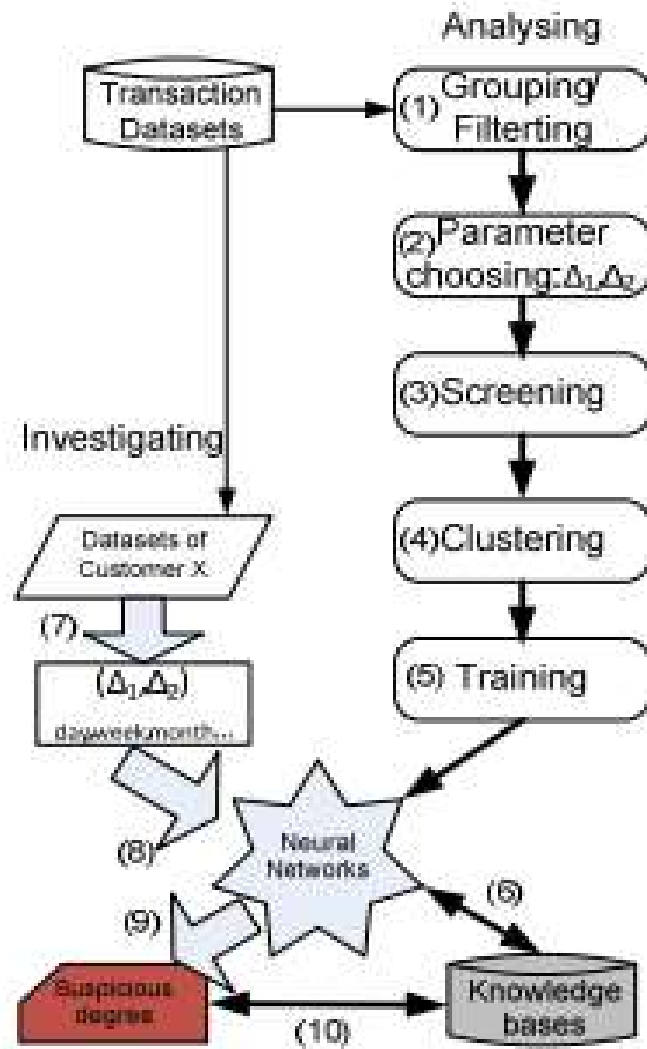 Analysing
Transaction
Datasets
(1) Grouping/
Filterting
(2) Parameter
choosing:Δ₁,Δ₂
(3) Screening
Investigating
(4) Clustering
Datasets of
Customer X
(7)
(5) Training
(Δ₁,Δ₂)
day,week,month...
(8)
Neural
Networks
(6)
(9)
Suspicious
degree
(10)
Knowledge
bases